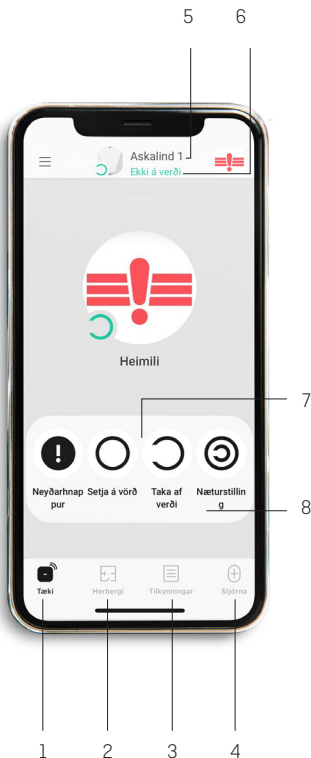 5 6
Askalind 1
Ekki á verði
Heimili
7
Neyðarhnap Setja á vörð Taka af Næturstillin
ppur verði g
8
Tæki Herbergi Tilkynningar Stjórna
1 2 3 4